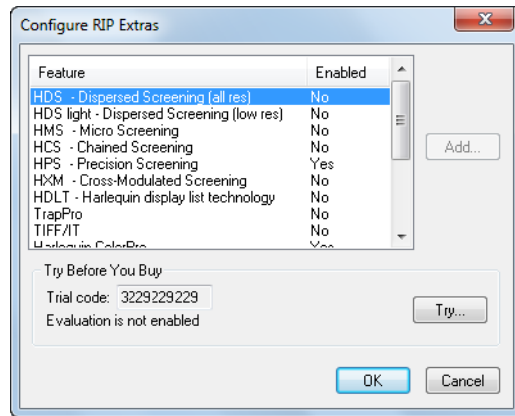 Configure RIP Extras
Feature Enabled
HDS - Dispersed Screening (all res) No
HDS light - Dispersed Screening (low res) No
HMS - Micro Screening No
HCS - Chained Screening No
HPS - Precision Screening Yes
HXM - Cross-Modulated Screening No
HDLT - Harlequin display list technology No
TrapPro No
TIFF/IT No
Harlequin ColorPro Yes
Add...
Try Before You Buy
Trial code: 3229229229
Evaluation is not enabled
Try...
OK Cancel